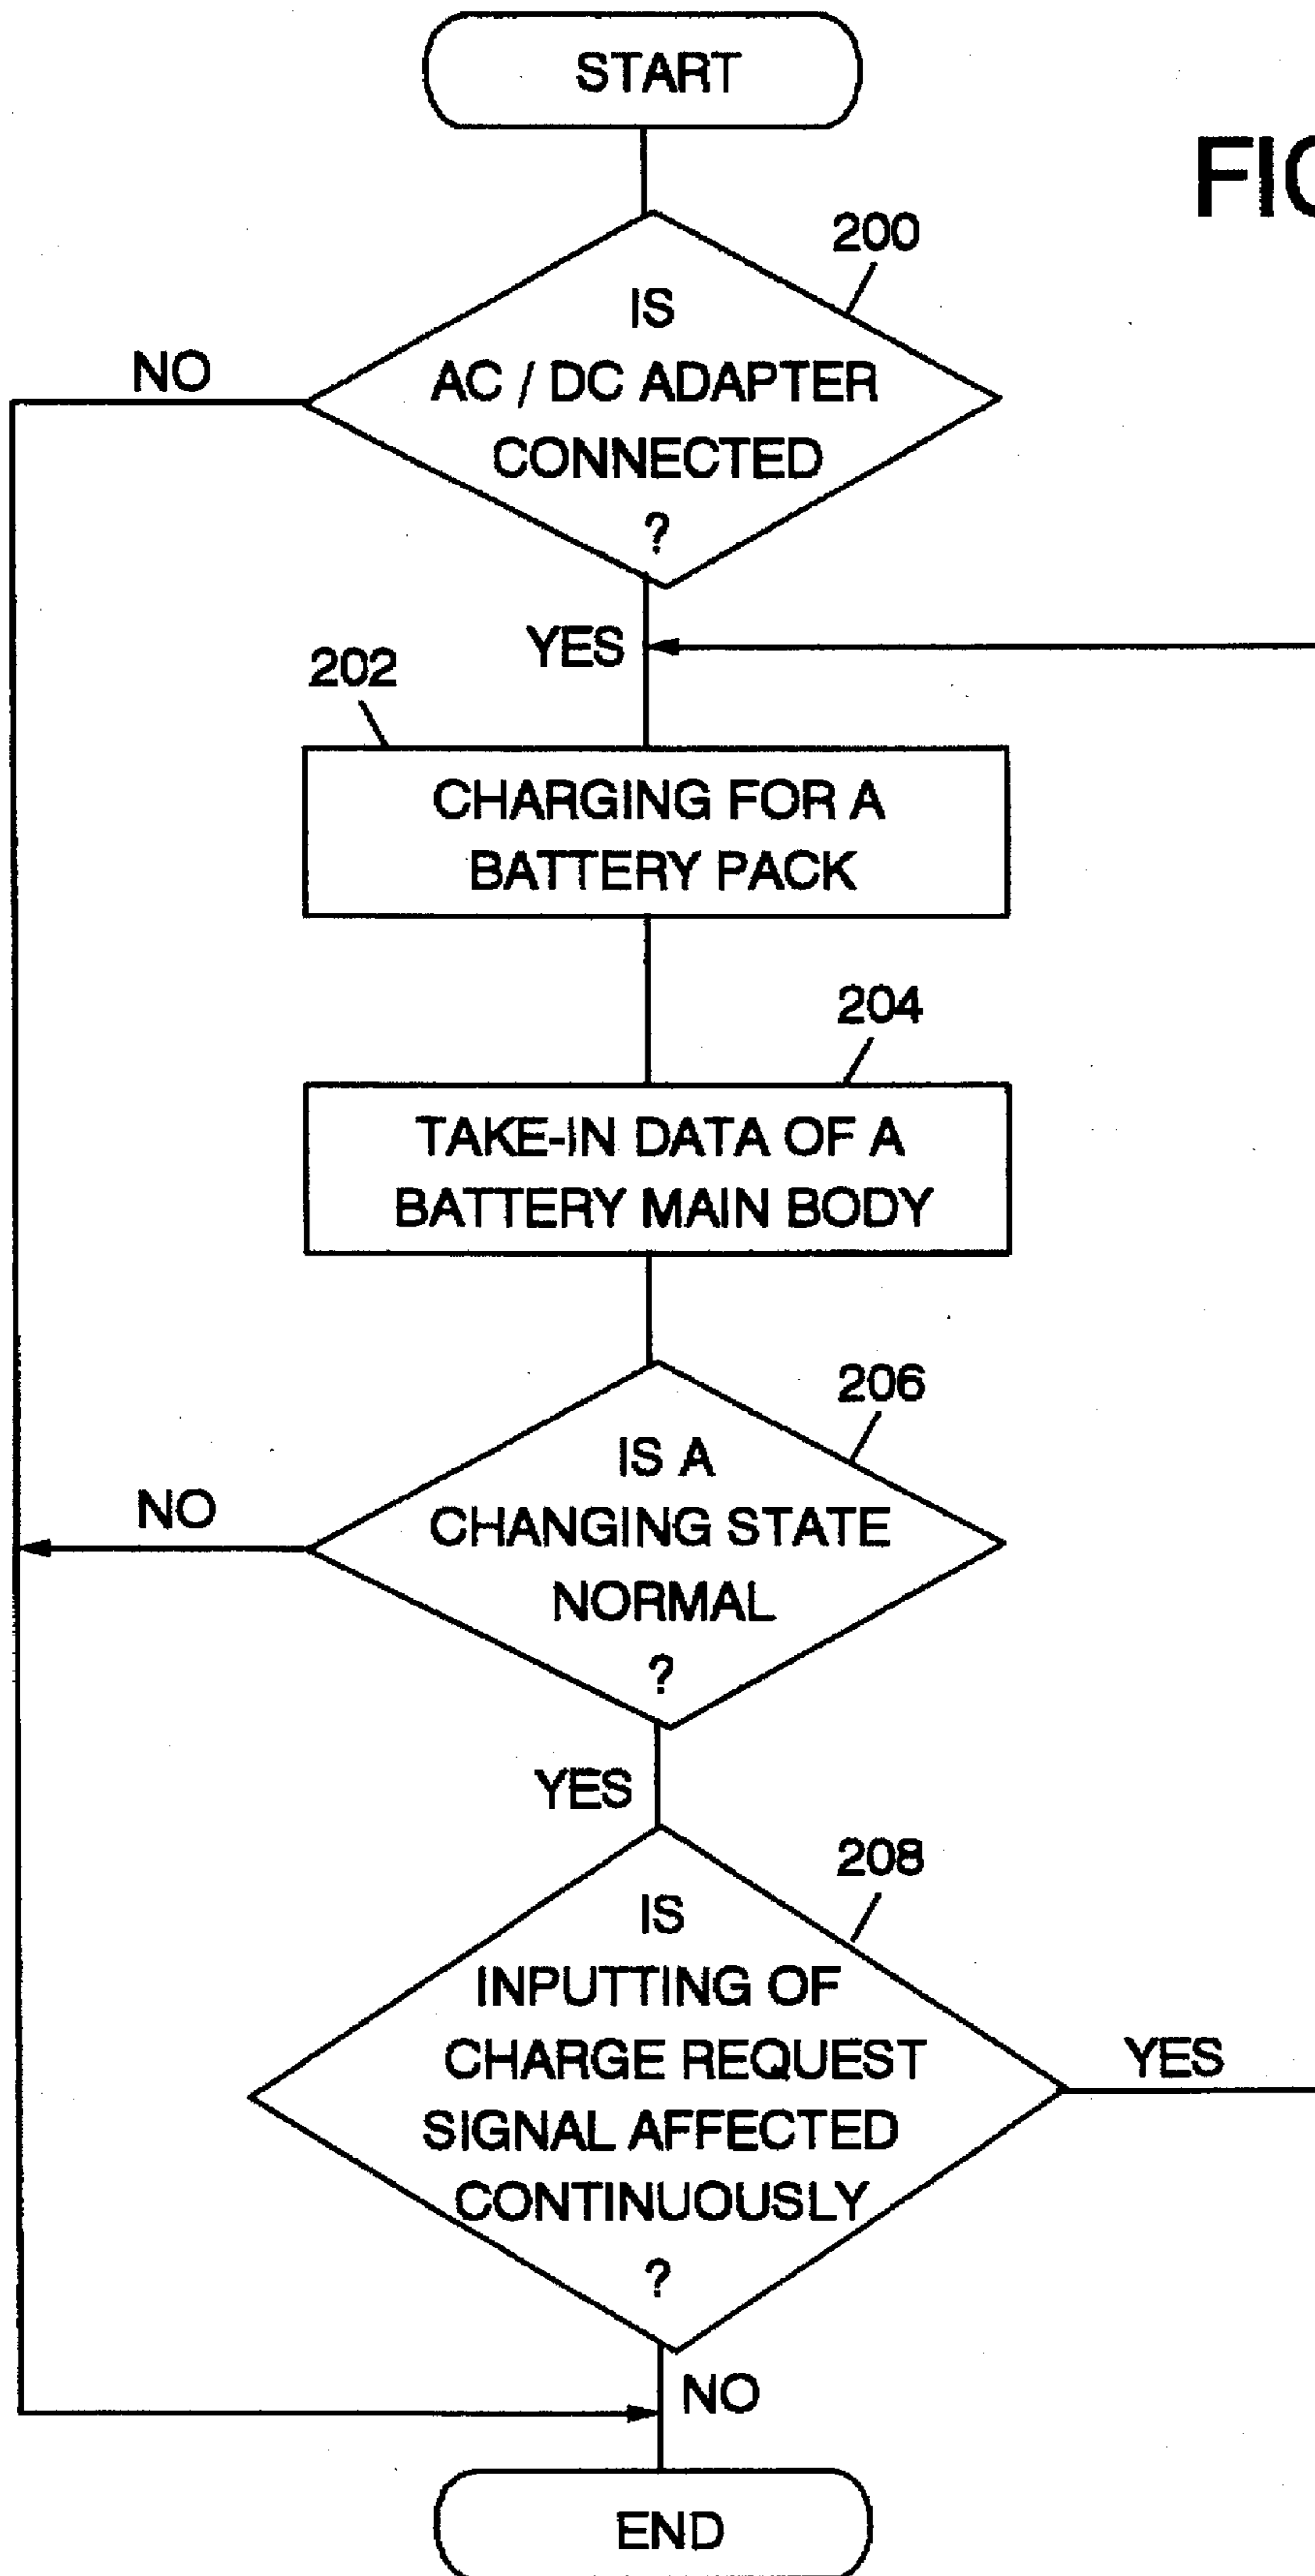 START
FIG
200
IS
AC / DC ADAPTER
CONNECTED
?
NO
YES
202
CHARGING FOR A
BATTERY PACK
204
TAKE-IN DATA OF A
BATTERY MAIN BODY
206
IS A
CHANGING STATE
NORMAL
?
NO
YES
208
IS
INPUTTING OF
CHARGE REQUEST
SIGNAL AFFECTED
CONTINUOUSLY
?
YES
NO
END